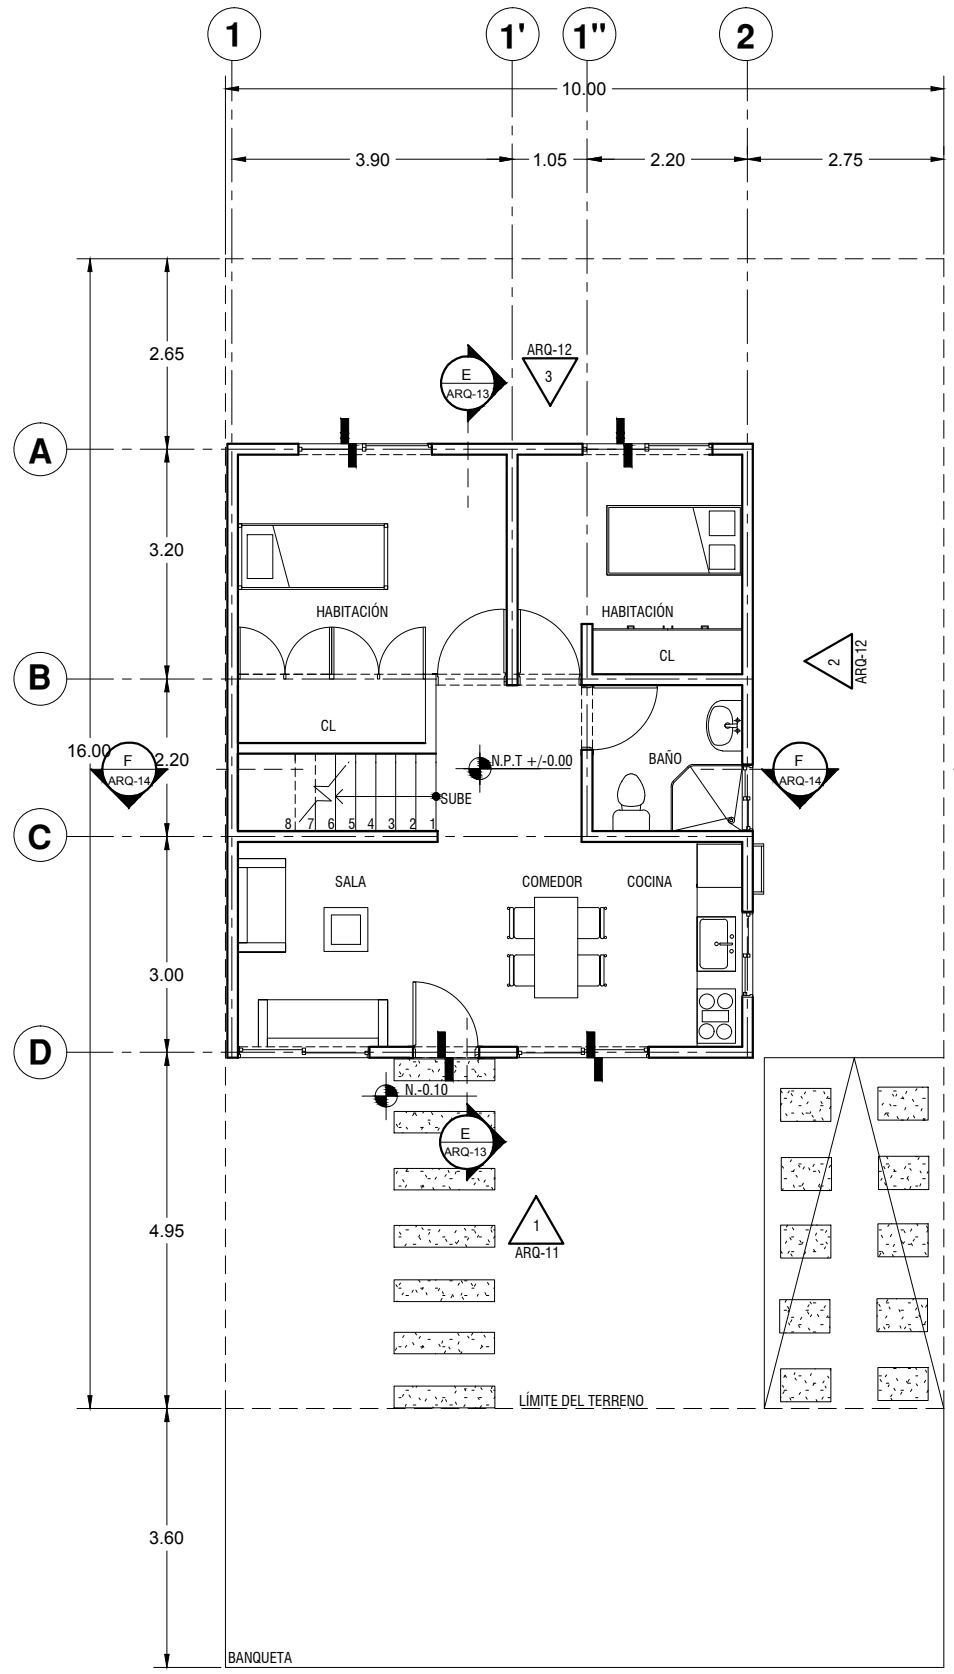 1
1'
1"
2
10.00
3.90
1.05
2.20
2.75
2.65
ARQ-12
3
E
ARQ-13
A
3.20
HABITACIÓN
HABITACIÓN
CL
2
ARQ-12
B
CL
16.00
F
ARQ-14
2.20
N.P.T +/-0.00
BAÑO
F
ARQ-14
SUBE
8 7 6 5 4 3 2 1
C
SALA
COMEDOR
COCINA
3.00
D
N.-0.10
E
ARQ-13
4.95
1
ARQ-11
LÍMITE DEL TERRENO
3.60
BANQUETA